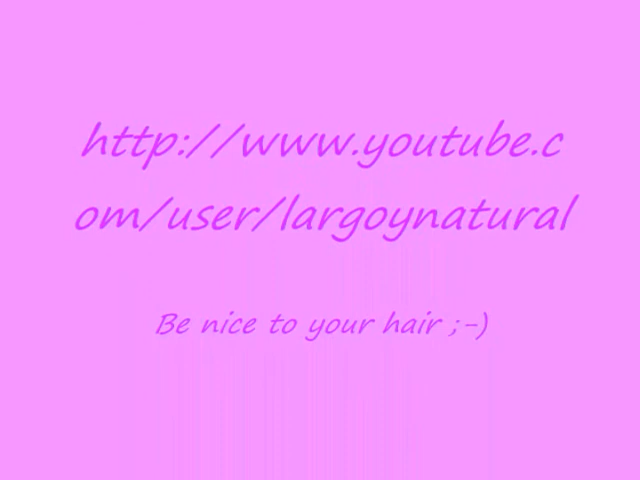 http://www.youtube.c
om/user/largoynatural
Be nice to your hair ;-)